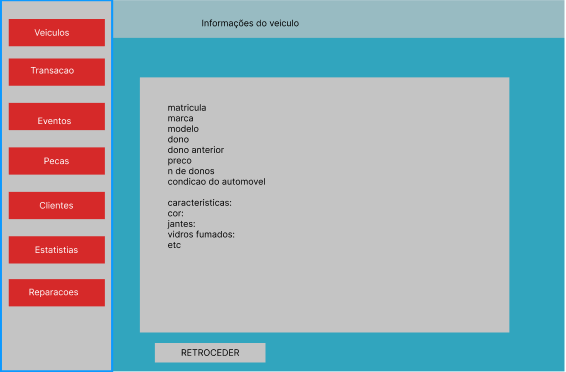 Informações do veiculo
Veiculos
Transacao
Eventos
Pecas
Clientes
Estatistias
Reparacoes
matricula
marca
modelo
dono
dono anterior
preco
n de donos
condicao do automovel
caracteristicas:
cor:
jantes:
vidros fumados:
etc
RETROCEDER